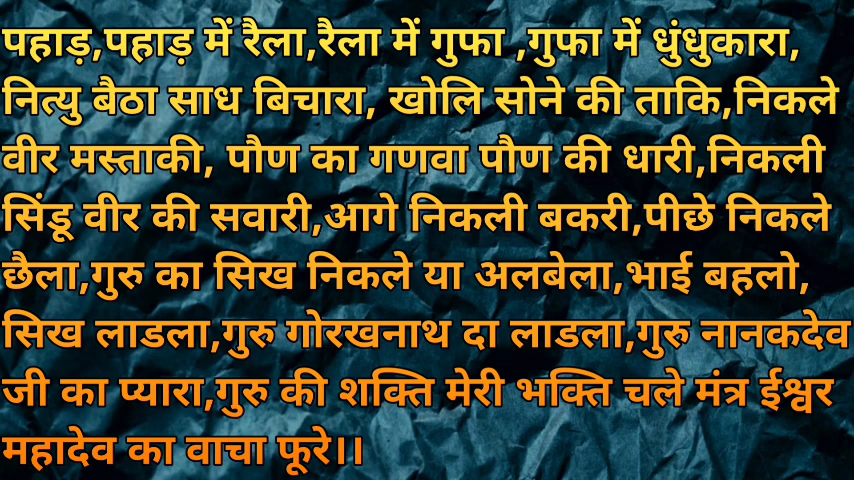 पहाड़,पहाड़ में रैला,रैला में गुफा ,गुफा में धुंधुकारा,
नित्यु बैठा साध बिचारा, खोलि सोने की ताकि,निकले
वीर मस्ताकी, पौण का गणवा पौण की धारी,निकली
सिंडू वीर की सवारी,आगे निकली बकरी,पीछे निकले
छैला,गुरु का सिख निकले या अलबेला,भाई बहलो,
सिख लाडला,गुरु गोरखनाथ दा लाडला,गुरु नानकदेव
जी का प्यारा,गुरु की शक्ति मेरी भक्ति चले मंत्र ईश्वर
महादेव का वाचा फूरे।।